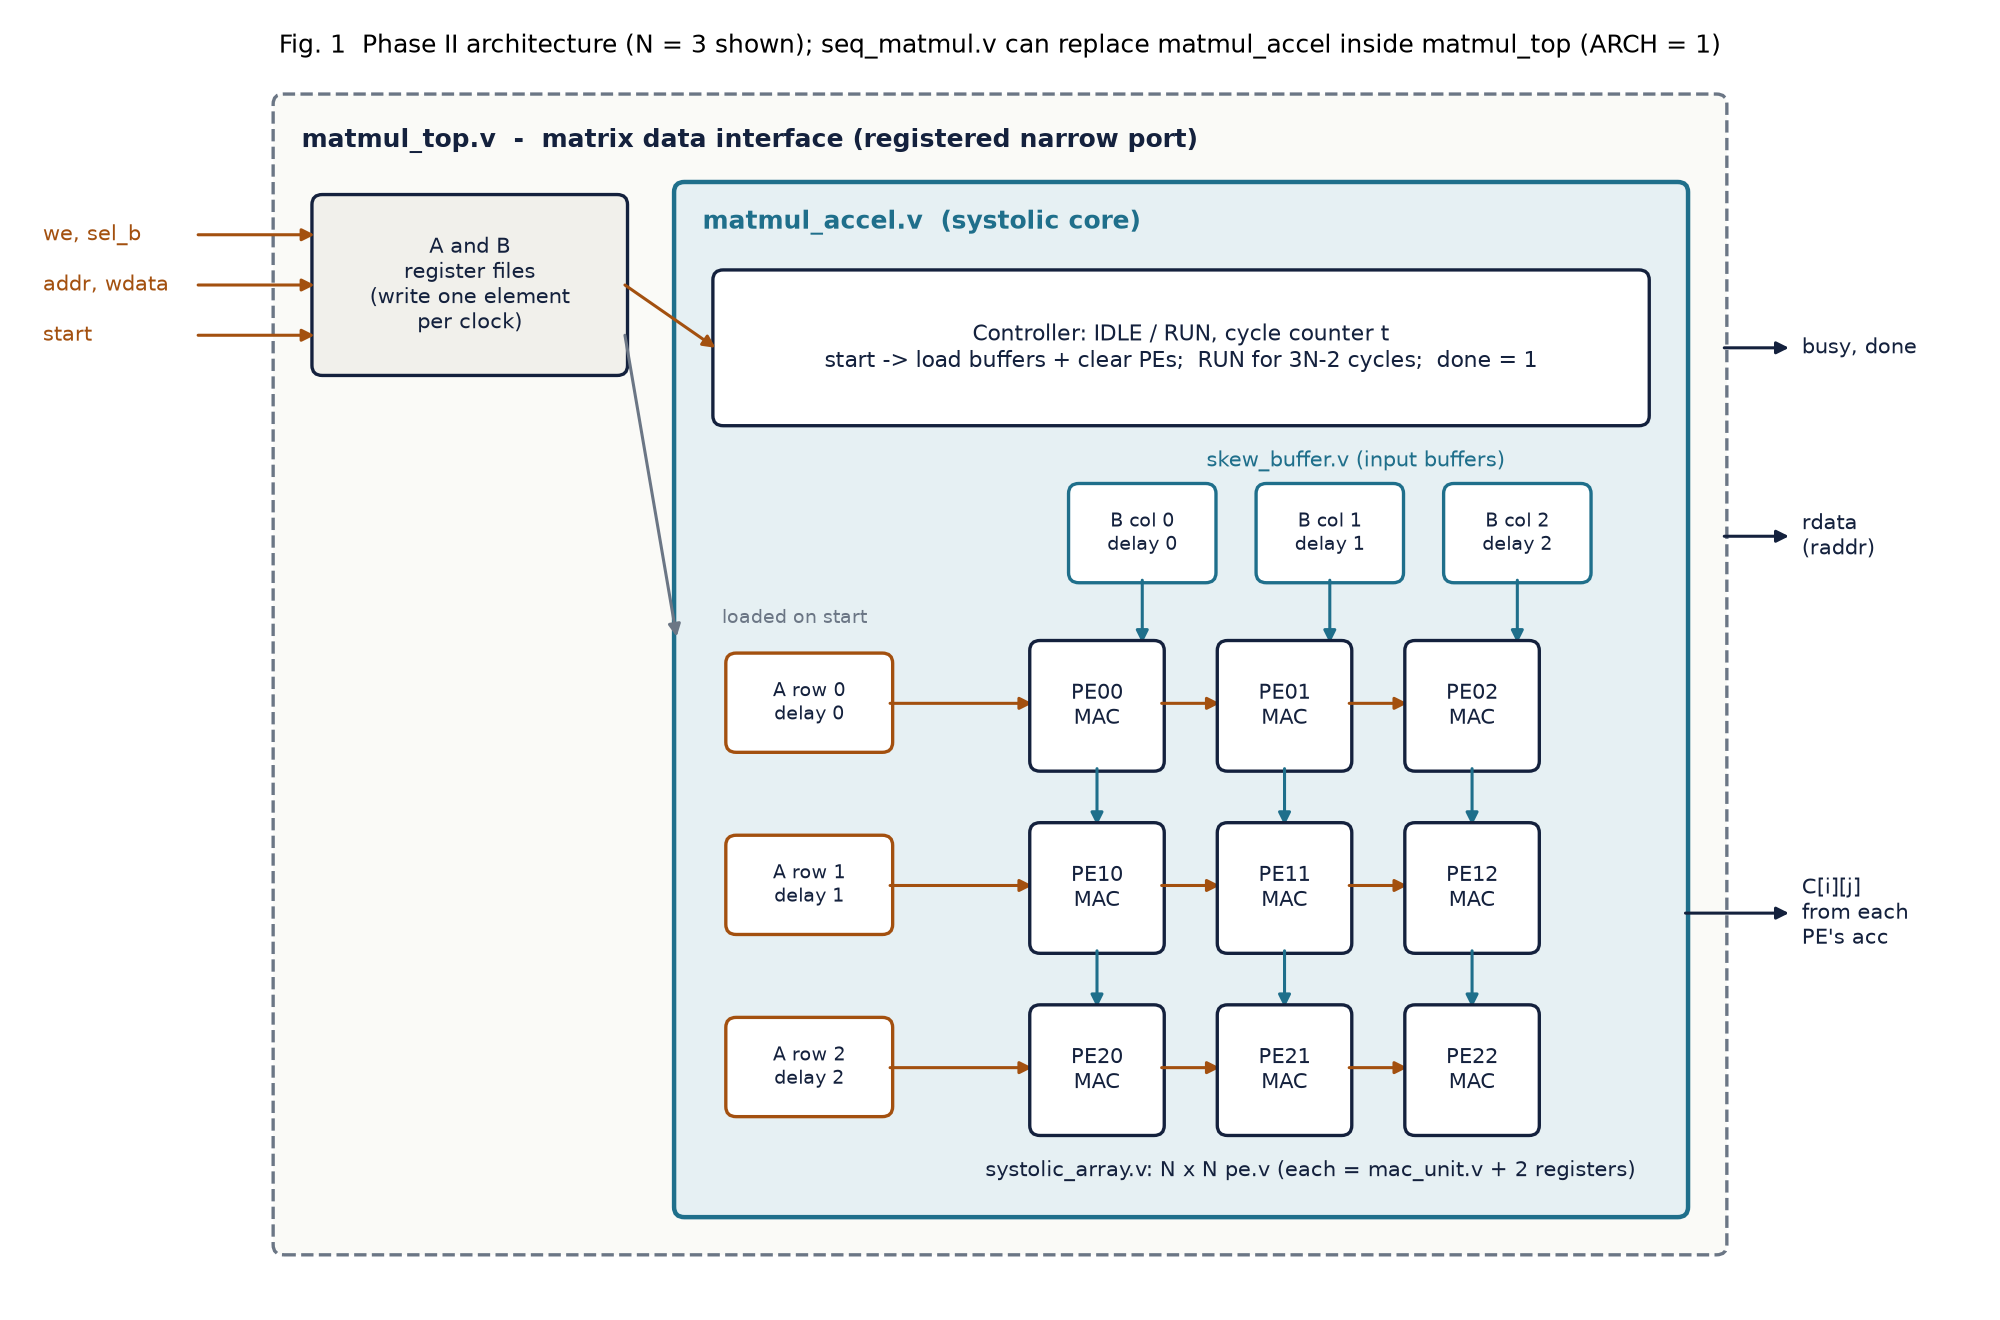 Fig. 1  Phase II architecture (N = 3 shown); seq_matmul.v can replace matmul_accel inside matmul_top (ARCH = 1)
matmul_top.v  -  matrix data interface (registered narrow port)
we, sel_b
addr, wdata
start
A and B
register files
(write one element
per clock)
matmul_accel.v  (systolic core)
Controller: IDLE / RUN, cycle counter t
start -> load buffers + clear PEs;  RUN for 3N-2 cycles;  done = 1
busy, done
skew_buffer.v (input buffers)
B col 0
delay 0
B col 1
delay 1
B col 2
delay 2
rdata
(raddr)
loaded on start
A row 0
delay 0
PE00
MAC
PE01
MAC
PE02
MAC
A row 1
delay 1
PE10
MAC
PE11
MAC
PE12
MAC
C[i][j]
from each
PE's acc
A row 2
delay 2
PE20
MAC
PE21
MAC
PE22
MAC
systolic_array.v: N x N pe.v (each = mac_unit.v + 2 registers)